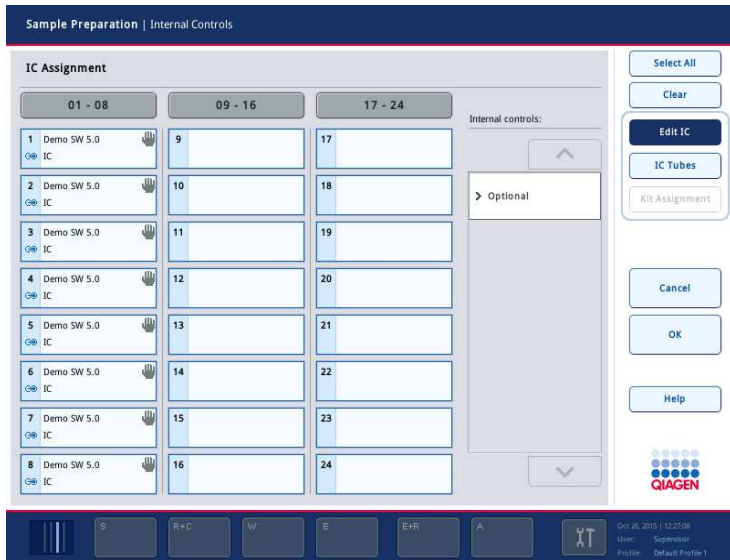 Sample Preparation | Internal Controls
IC Assignment
01 - 08
09 - 16
17 - 24
Internal controls:
1 Demo SW 5.0
IC
2 Demo SW 5.0
IC
3 Demo SW 5.0
IC
4 Demo SW 5.0
IC
5 Demo SW 5.0
IC
6 Demo SW 5.0
IC
7 Demo SW 5.0
IC
8 Demo SW 5.0
IC
9
10
11
12
13
14
15
16
17
18
19
20
21
22
23
24
> Optional
Select All
Clear
Edit IC
IC Tubes
Kit Assignment
Cancel
OK
Help
QIAGEN
S
R+C
W
E
E+R
A
Oct 26, 2015 | 12:27:08
User: Supervisor
Profile: Default Profile 1